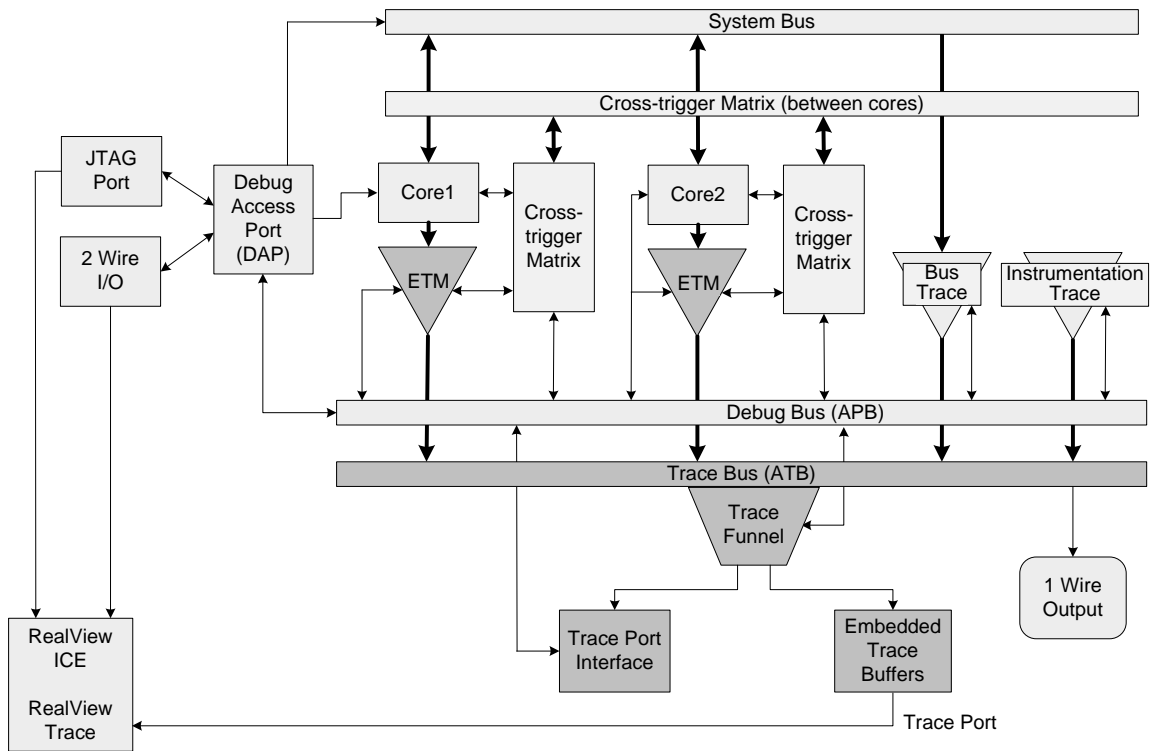 System Bus
Cross-trigger Matrix (between cores)
JTAG
Port
Debug
Access
Port
(DAP)
2 Wire
I/O
Core1
Cross-
trigger
Matrix
ETM
Core2
Cross-
trigger
Matrix
ETM
Bus
Trace
Instrumentation
Trace
Debug Bus (APB)
Trace Bus (ATB)
Trace
Funnel
1 Wire
Output
Trace Port
Interface
Embedded
Trace
Buffers
RealView
ICE
RealView
Trace
Trace Port